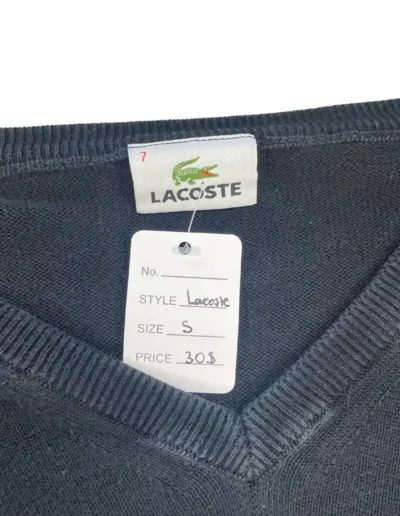 7
LACOSTE
No.
STYLE Lacoste
SIZE S
PRICE 30$